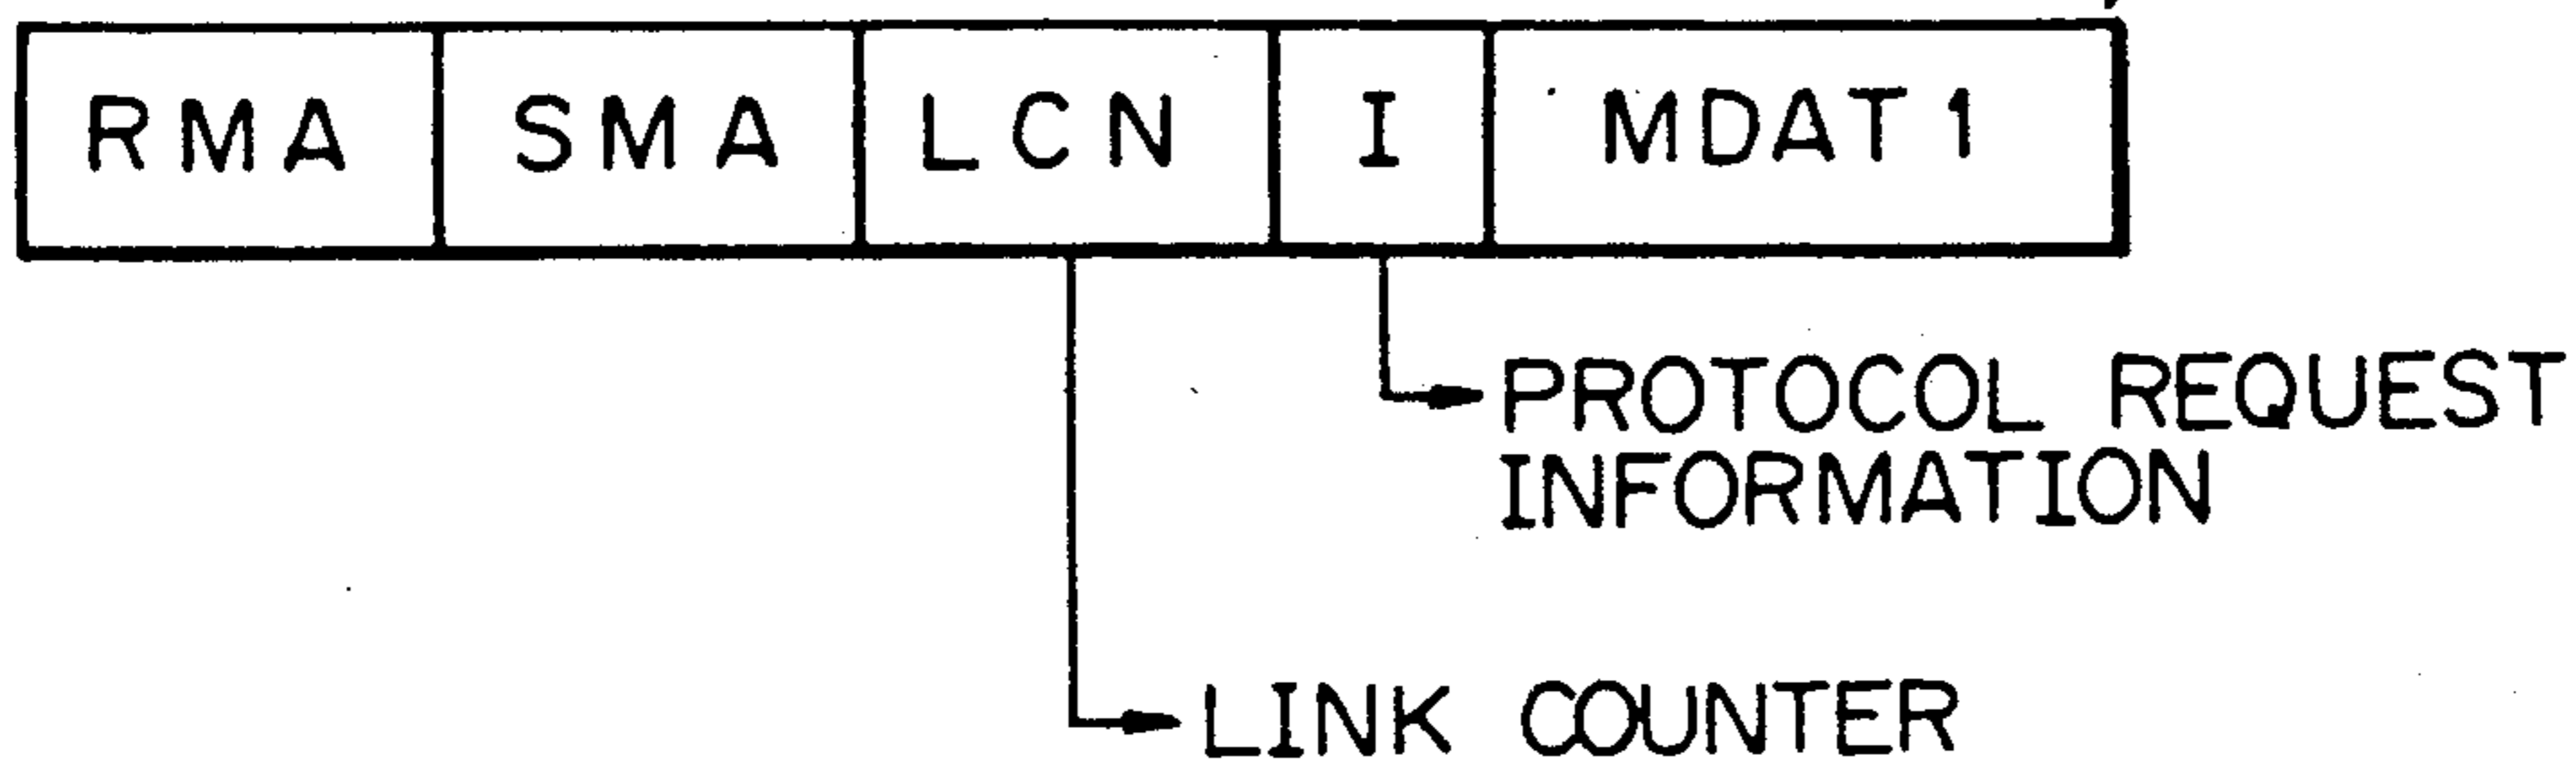 RMA SMA LCN I MDAT1
PROTOCOL REQUEST
INFORMATION
LINK COUNTER